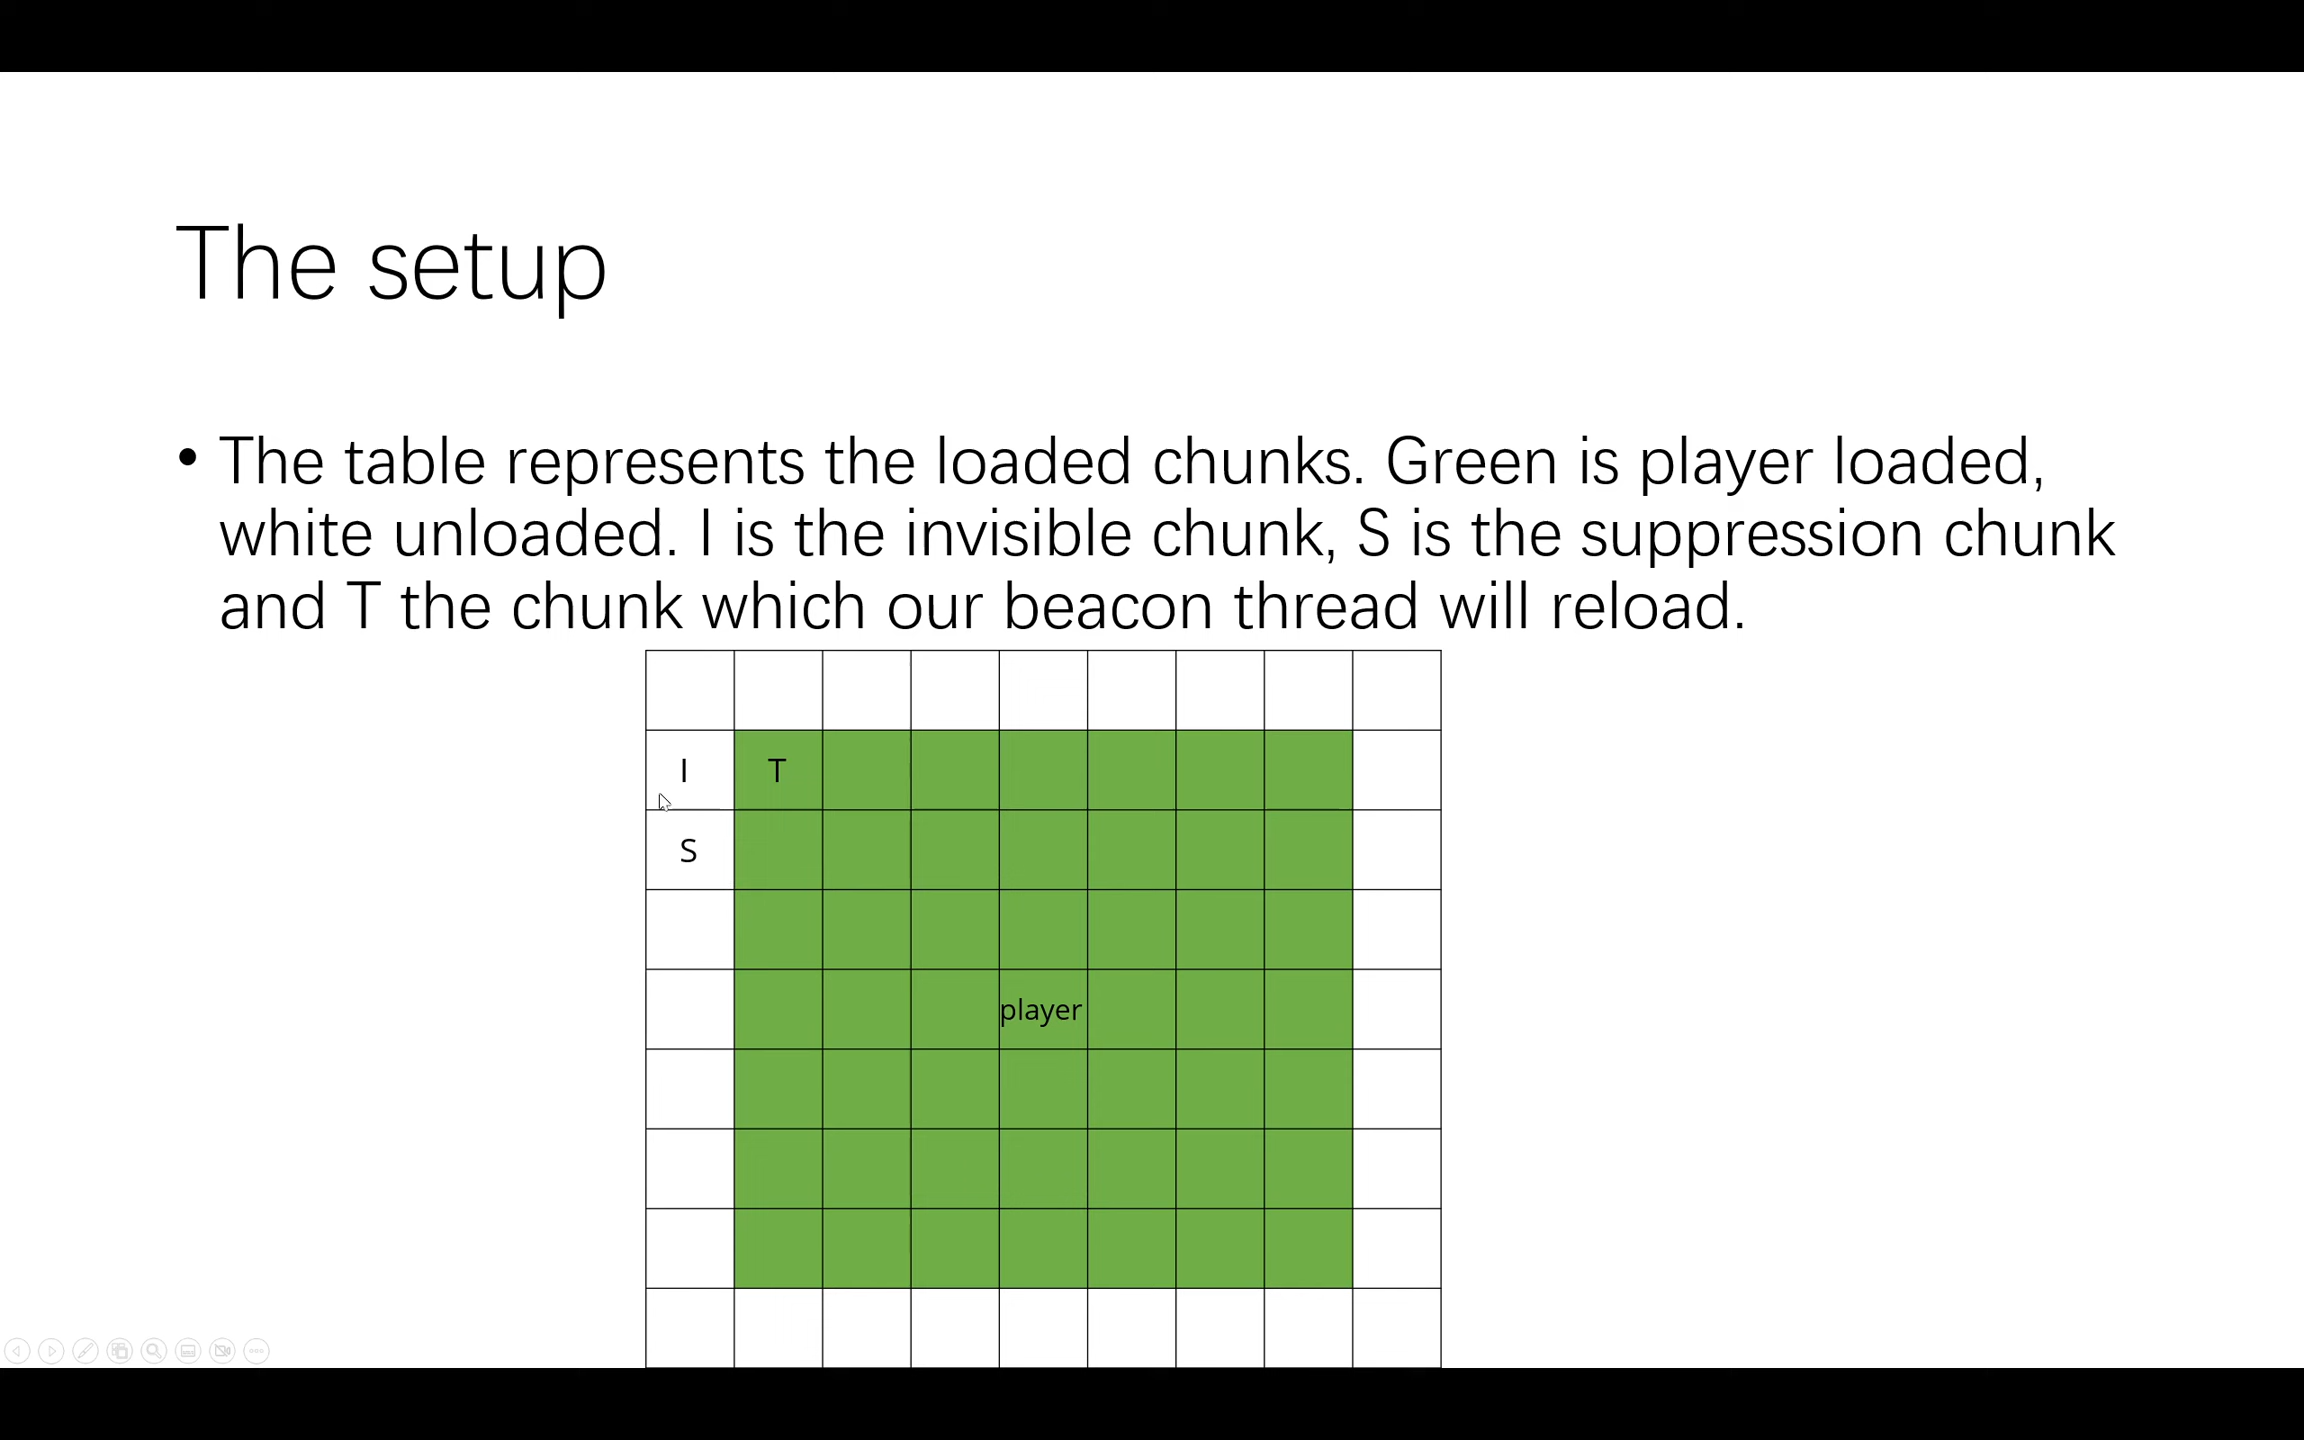 The setup
• The table represents the loaded chunks. Green is player loaded,
white unloaded. I is the invisible chunk, S is the suppression chunk
and T the chunk which our beacon thread will reload.
I T
S
player